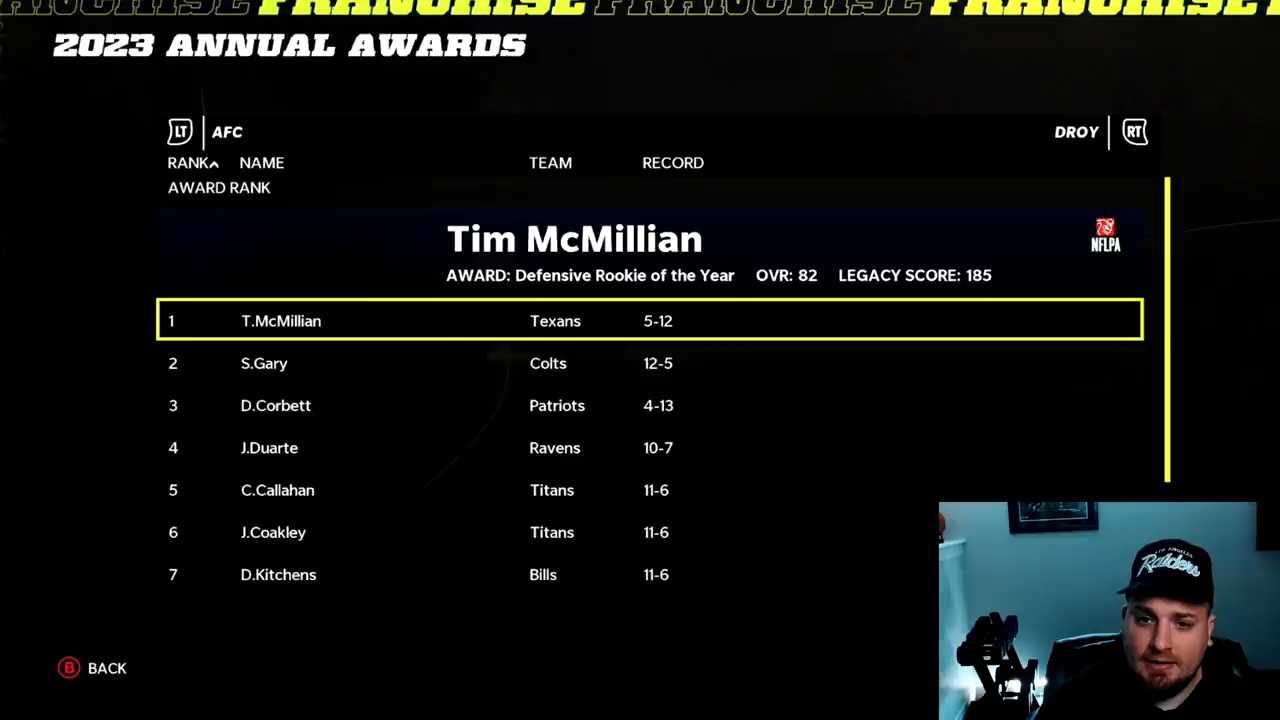 FRANCHISE FRANCHISE FRANCHISE FRANCHISE
2023 ANNUAL AWARDS
LT AFC DROY RT
RANK NAME TEAM RECORD
AWARD RANK
Tim McMillian
NFLPA
AWARD: Defensive Rookie of the Year OVR: 82 LEGACY SCORE: 185
1 T.McMillian Texans 5-12
2 S.Gary Colts 12-5
3 D.Corbett Patriots 4-13
4 J.Duarte Ravens 10-7
5 C.Callahan Titans 11-6
6 J.Coakley Titans 11-6
7 D.Kitchens Bills 11-6
LOS ANGELES
Raiders
B BACK